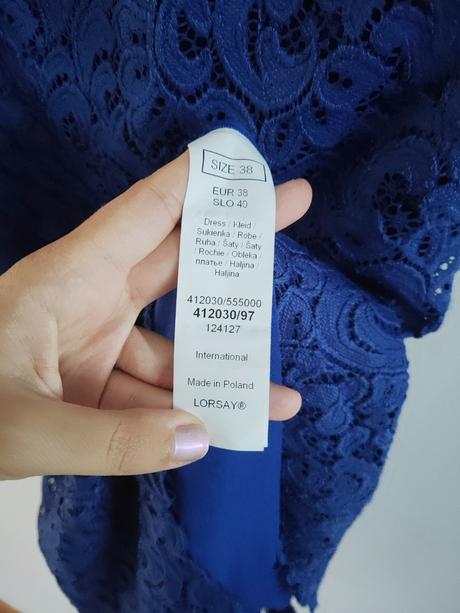 SIZE 38
EUR 38
SLO 40
Dress / Kleid /
Sukienka / Robe /
Ruha / Šaty / Šaty
/ Rochie / Obleka /
платье / Haljina /
Haljina
412030/555000
412030/97
124127
International
Made in Poland
LORSAY®